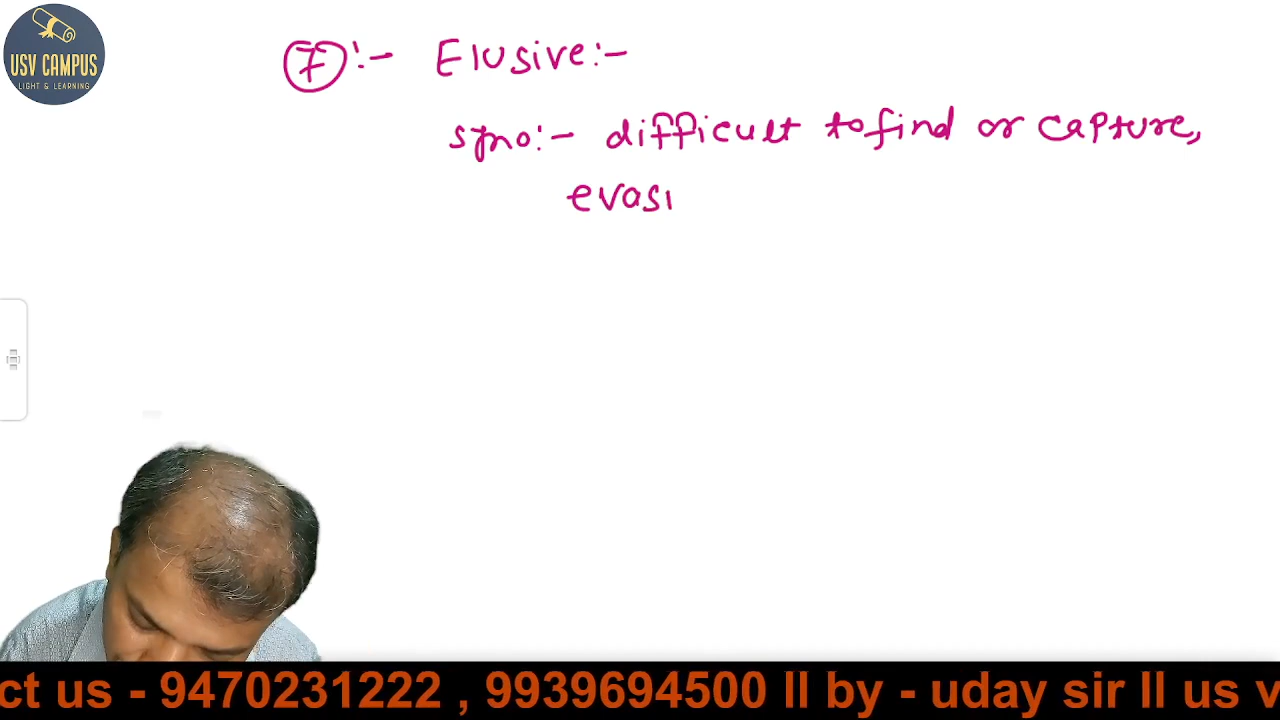 USV CAMPUS
LIGHT & LEARNING
7:- Elusive:-
syno:- difficult to find or capture,
evasi
ct us - 9470231222 , 9939694500 ll by - uday sir ll us v